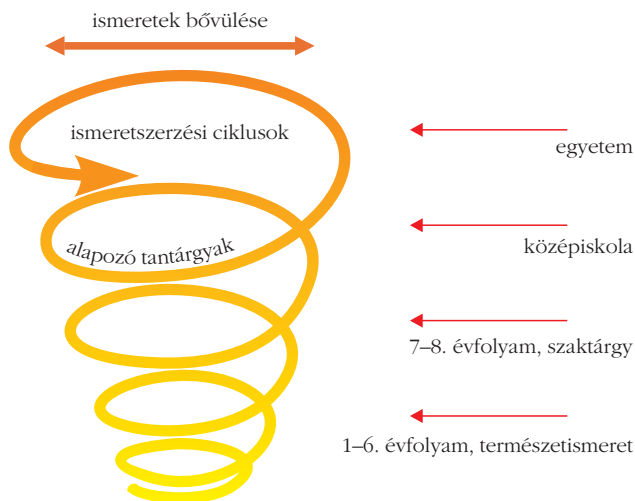 ismeretek bővülése
ismeretszerzési ciklusok
egyetem
alapozó tantárgyak
középiskola
7–8. évfolyam, szaktárgy
1–6. évfolyam, természetismeret